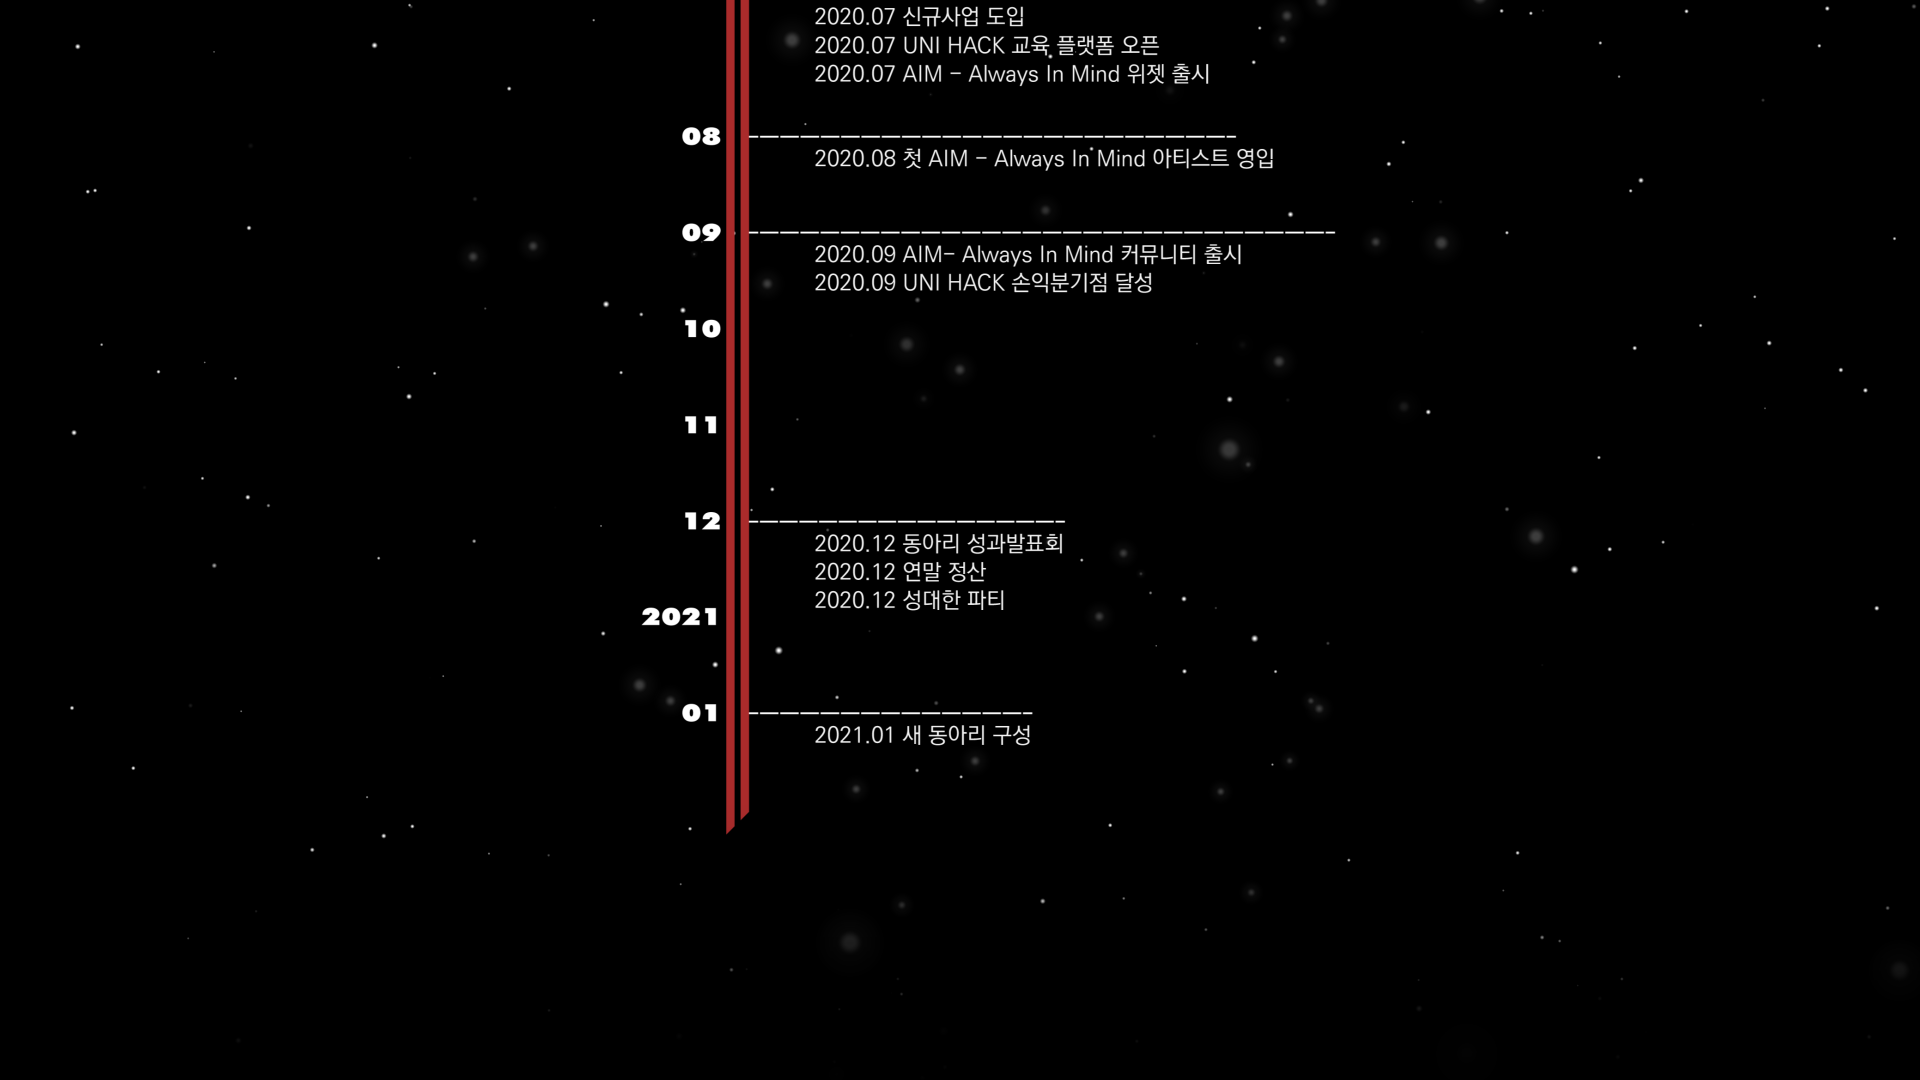 2020.07 신규사업 도입
2020.07 UNI HACK 교육 플랫폼 오픈
2020.07 AIM - Always In Mind 위젯 출시
08
2020.08 첫 AIM - Always In Mind 아티스트 영입
09
2020.09 AIM- Always In Mind 커뮤니티 출시
2020.09 UNI HACK 손익분기점 달성
10
11
12
2020.12 동아리 성과발표회
2020.12 연말 정산
2020.12 성대한 파티
2021
01
2021.01 새 동아리 구성